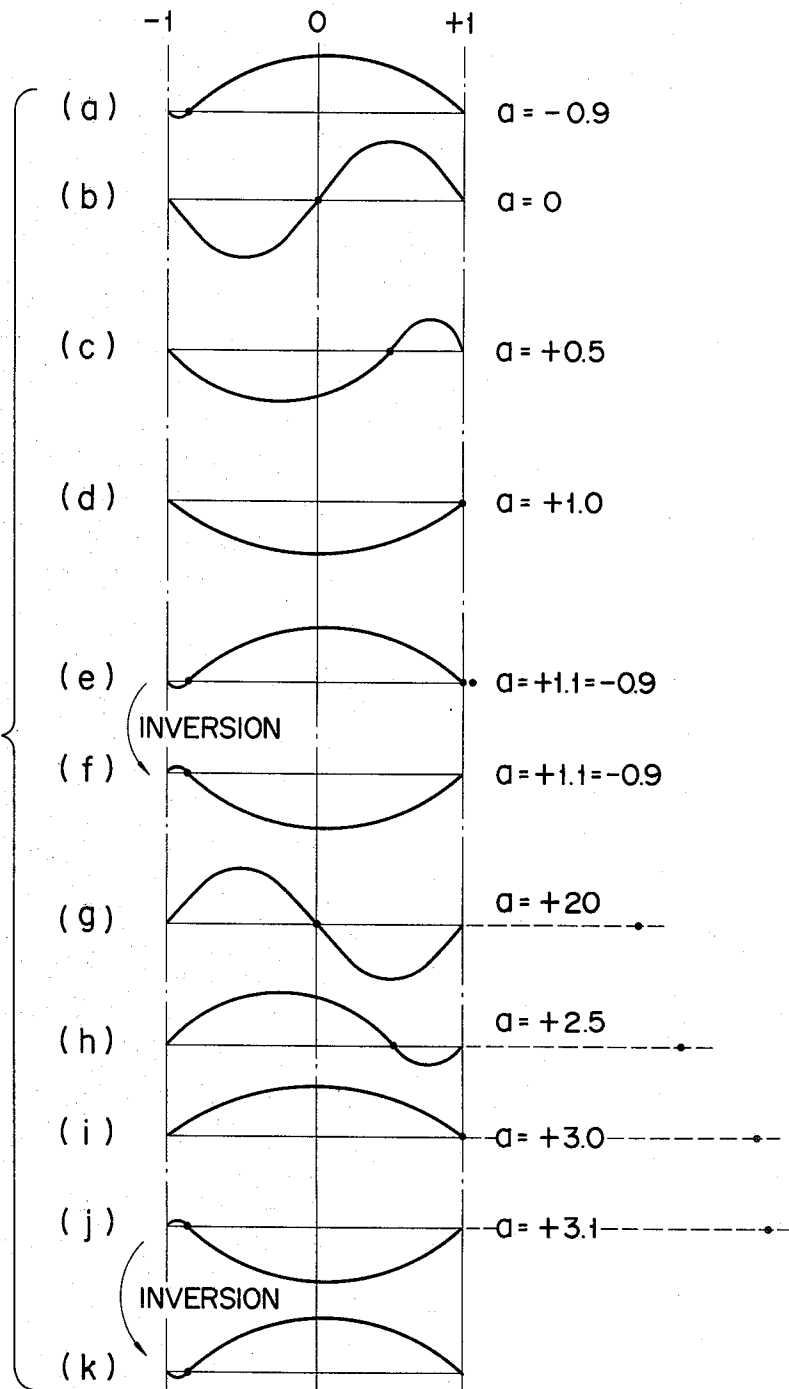 -1 0 +1
(a) a = -0.9
(b) a = 0
(c) a = +0.5
(d) a = +1.0
(e) a = +1.1 = -0.9
INVERSION
(f) a = +1.1 = -0.9
(g) a = +20
(h) a = +2.5
(i) a = +3.0
(j) a = +3.1
INVERSION
(k)